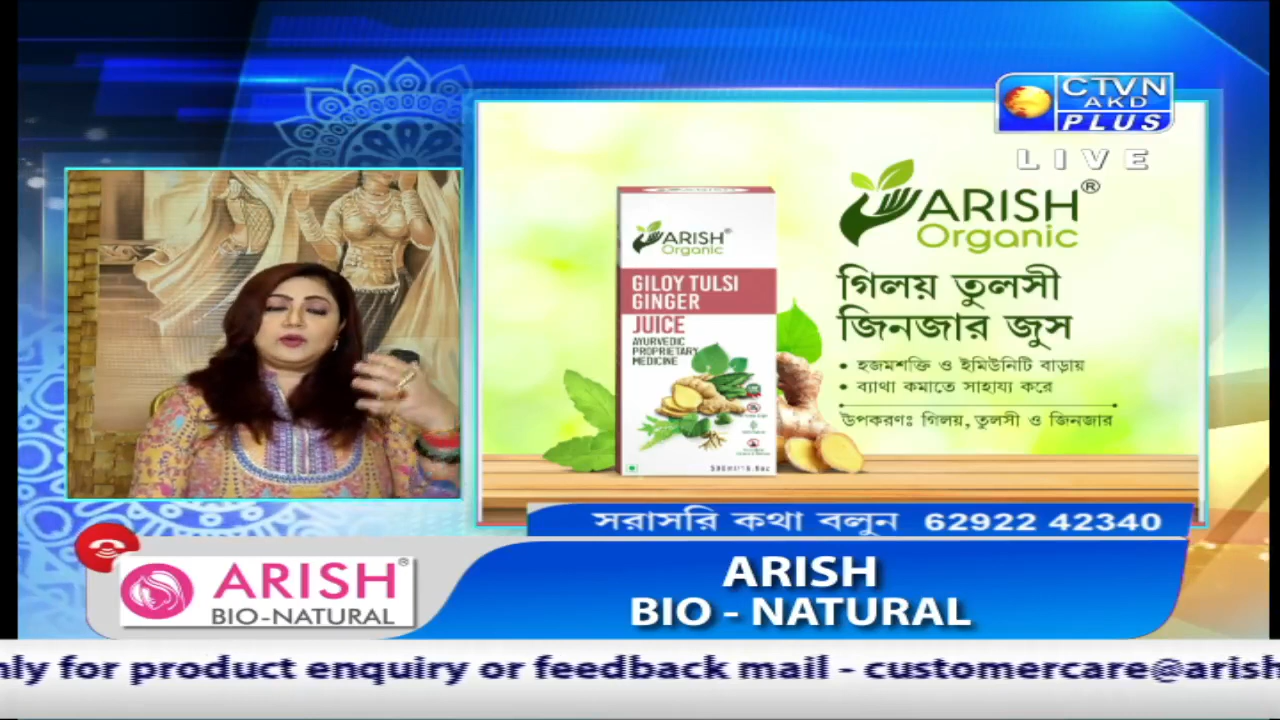 CTVN
AKD
PLUS
LIVE
ARISH®
Organic
গিলয় তুলসী
জিনজার জুস
• হজমশক্তি ও ইমিউনিটি বাড়ায়
• ব্যাথা কমাতে সাহায্য করে
উপকরণঃ গিলয়, তুলসী ও জিনজার
ARISH
Organic
GILOY TULSI
GINGER
JUICE
AYURVEDIC
PROPRIETARY
MEDICINE
সরাসরি কথা বলুন 62922 42340
ARISH®
BIO-NATURAL
ARISH
BIO - NATURAL
nly for product enquiry or feedback mail - customercare@arish